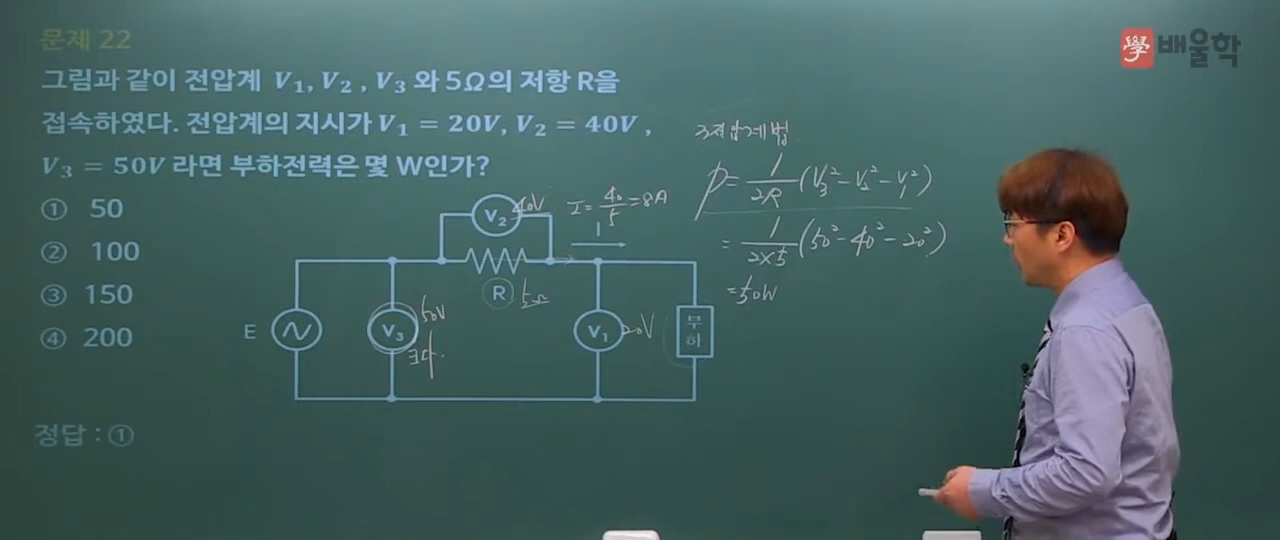 문제 22
學 배울학
그림과 같이 전압계 V₁, V₂, V₃ 와 5Ω의 저항 R을
접속하였다. 전압계의 지시가 V₁ = 20V, V₂ = 40V,
V₃ = 50V 라면 부하전력은 몇 W인가?
① 50
② 100
③ 150
④ 200
정답 : ①
V₂ 40V
I = 40/5 = 8A
I
R 5Ω
E
V₃ 50V
크다.
V₁ 20V
부하
3전압계법
P = 1/2R (V₃² - V₂² - V₁²)
= 1/2×5 (50² - 40² - 20²)
= 50W